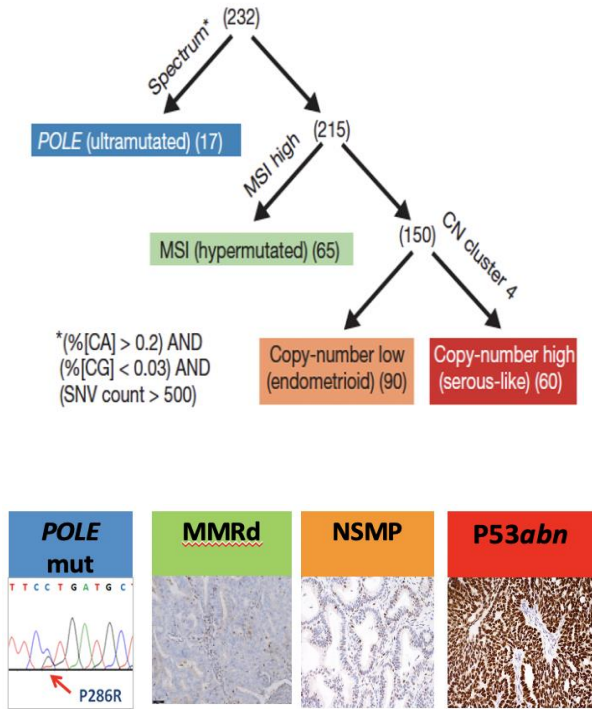 (232)
Spectrum*
POLE (ultramutated) (17)
(215)
MSI high
MSI (hypermutated) (65)
(150)
CN cluster 4
*(%[CA] > 0.2) AND
(%[CG] < 0.03) AND
(SNV count > 500)
Copy-number low
(endometrioid) (90)
Copy-number high
(serous-like) (60)
POLE
mut
MMRd
NSMP
P53abn
T T C C T G A T G C T
P286R